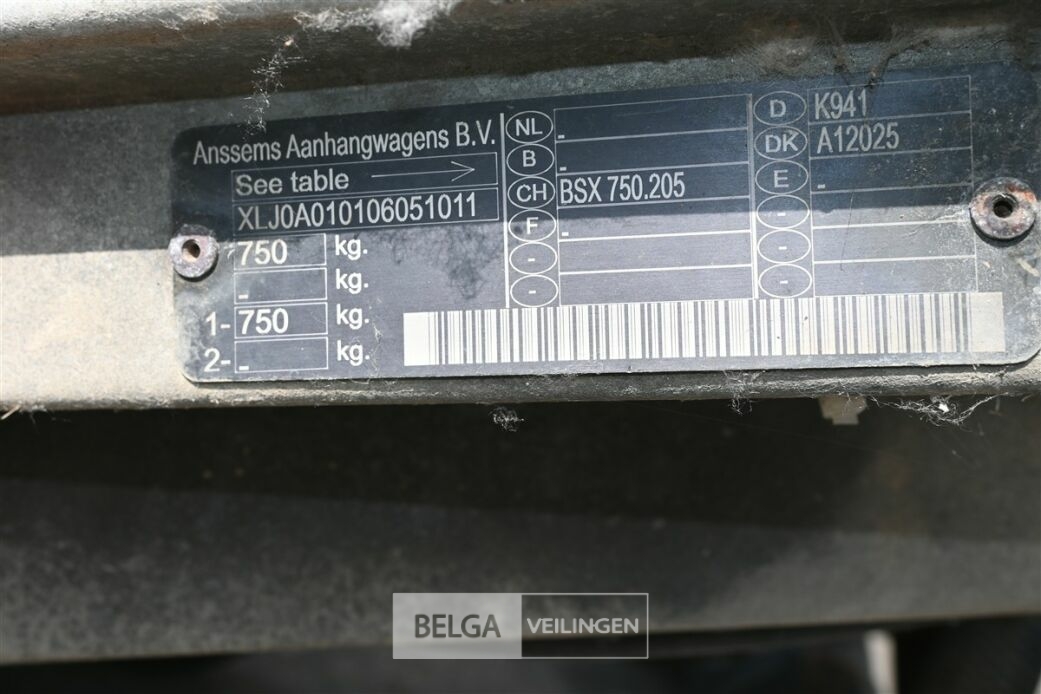 Anssems Aanhangwagens B.V.
See table
XLJ0A010106051011
750 kg.
- kg.
1- 750 kg.
2- - kg.
NL -
B -
CH BSX 750.205
F -
-
-
D K941
DK A12025
E -
-
-
-
BELGA VEILINGEN